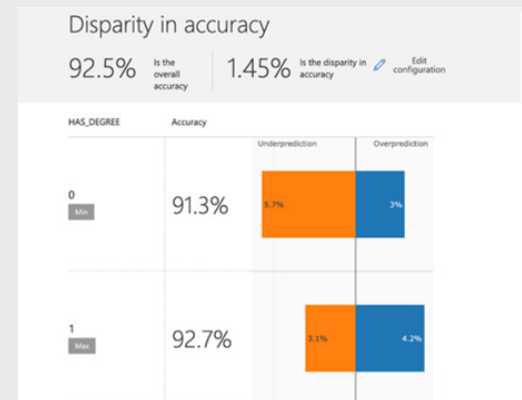 Disparity in accuracy
92.5% Is the overall accuracy
1.45% Is the disparity in accuracy
Edit configuration
HAS_DEGREE Accuracy
Underprediction Overprediction
0
Min
91.3%
5.7% 3%
1
Max
92.7%
3.1% 4.2%